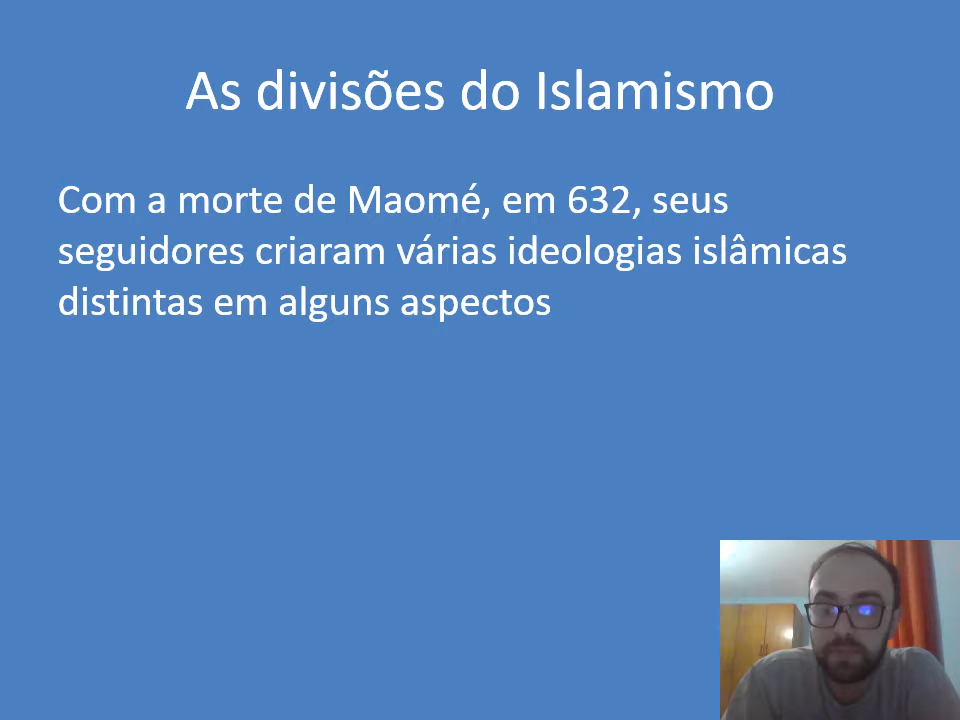 As divisões do Islamismo
Com a morte de Maomé, em 632, seus
seguidores criaram várias ideologias islâmicas
distintas em alguns aspectos